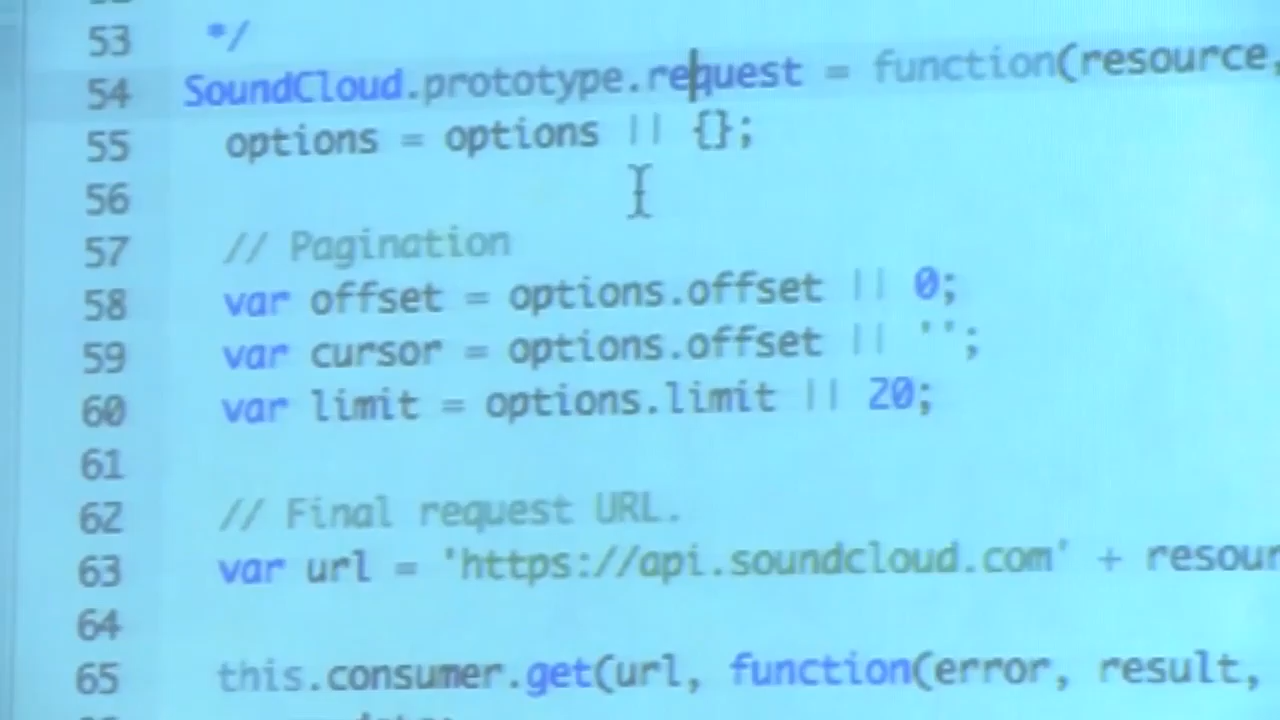 53 */
54 SoundCloud.prototype.request = function(resource,
55 options = options || {};
56
57 // Pagination
58 var offset = options.offset || 0;
59 var cursor = options.offset || '';
60 var limit = options.limit || 20;
61
62 // Final request URL.
63 var url = 'https://api.soundcloud.com' + resour
64
65 this.consumer.get(url, function(error, result,